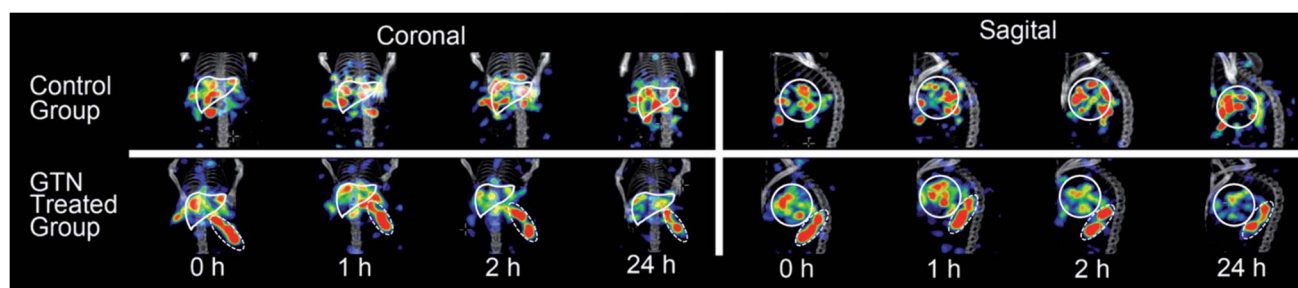 Coronal
Sagital
Control
Group
GTN
Treated
Group
0 h
1 h
2 h
24 h
0 h
1 h
2 h
24 h